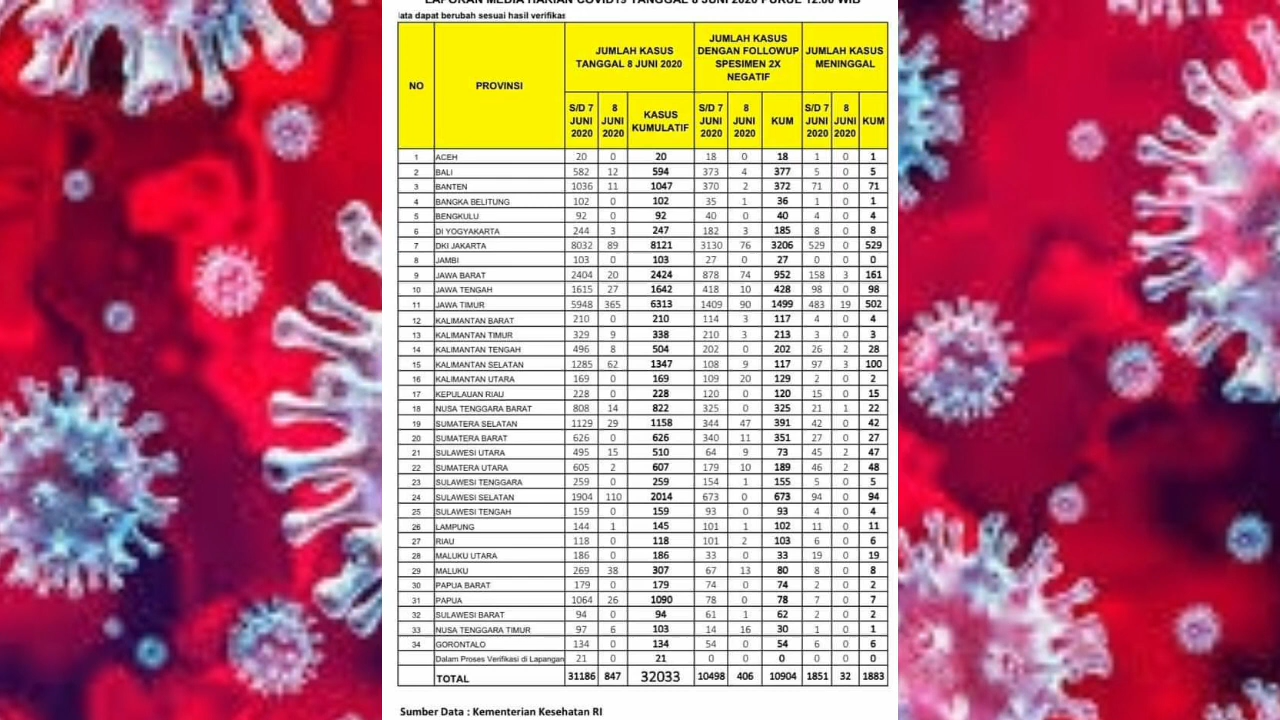 LAPORAN MEDIA HARIAN COVID19 TANGGAL 8 JUNI 2020 PUKUL 12.00 WIB
data dapat berubah sesuai hasil verifikas
NO PROVINSI JUMLAH KASUS TANGGAL 8 JUNI 2020 JUMLAH KASUS DENGAN FOLLOWUP SPESIMEN 2X NEGATIF JUMLAH KASUS MENINGGAL
S/D 7 JUNI 2020 8 JUNI 2020 KASUS KUMULATIF S/D 7 JUNI 2020 8 JUNI 2020 KUM S/D 7 JUNI 2020 8 JUNI 2020 KUM
1 ACEH 20 0 20 18 0 18 1 0 1
2 BALI 582 12 594 373 4 377 5 0 5
3 BANTEN 1036 11 1047 370 2 372 71 0 71
4 BANGKA BELITUNG 102 0 102 35 1 36 1 0 1
5 BENGKULU 92 0 92 40 0 40 4 0 4
6 DI YOGYAKARTA 244 3 247 182 3 185 8 0 8
7 DKI JAKARTA 8032 89 8121 3130 76 3206 529 0 529
8 JAMBI 103 0 103 27 0 27 0 0 0
9 JAWA BARAT 2404 20 2424 878 74 952 158 3 161
10 JAWA TENGAH 1615 27 1642 418 10 428 98 0 98
11 JAWA TIMUR 5948 365 6313 1409 90 1499 483 19 502
12 KALIMANTAN BARAT 210 0 210 114 3 117 4 0 4
13 KALIMANTAN TIMUR 329 9 338 210 3 213 3 0 3
14 KALIMANTAN TENGAH 496 8 504 202 0 202 26 2 28
15 KALIMANTAN SELATAN 1285 62 1347 108 9 117 97 3 100
16 KALIMANTAN UTARA 169 0 169 109 20 129 2 0 2
17 KEPULAUAN RIAU 228 0 228 120 0 120 15 0 15
18 NUSA TENGGARA BARAT 808 14 822 325 0 325 21 1 22
19 SUMATERA SELATAN 1129 29 1158 344 47 391 42 0 42
20 SUMATERA BARAT 626 0 626 340 11 351 27 0 27
21 SULAWESI UTARA 495 15 510 64 9 73 45 2 47
22 SUMATERA UTARA 605 2 607 179 10 189 46 2 48
23 SULAWESI TENGGARA 259 0 259 154 1 155 5 0 5
24 SULAWESI SELATAN 1904 110 2014 673 0 673 94 0 94
25 SULAWESI TENGAH 159 0 159 93 0 93 4 0 4
26 LAMPUNG 144 1 145 101 1 102 11 0 11
27 RIAU 118 0 118 101 2 103 6 0 6
28 MALUKU UTARA 186 0 186 33 0 33 19 0 19
29 MALUKU 269 38 307 67 13 80 8 0 8
30 PAPUA BARAT 179 0 179 74 0 74 2 0 2
31 PAPUA 1064 26 1090 78 0 78 7 0 7
32 SULAWESI BARAT 94 0 94 61 1 62 2 0 2
33 NUSA TENGGARA TIMUR 97 6 103 14 16 30 1 0 1
34 GORONTALO 134 0 134 54 0 54 6 0 6
Dalam Proses Verifikasi di Lapangan 21 0 21 0 0 0 0 0 0
TOTAL 31186 847 32033 10498 406 10904 1851 32 1883
Sumber Data : Kementerian Kesehatan RI